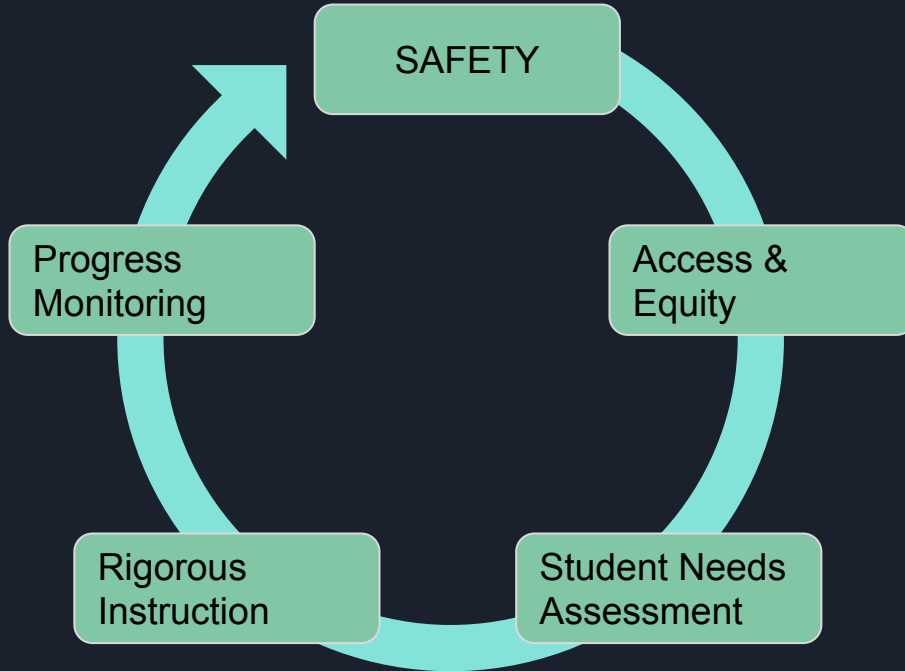 SAFETY
Access &
Equity
Student Needs
Assessment
Rigorous
Instruction
Progress
Monitoring